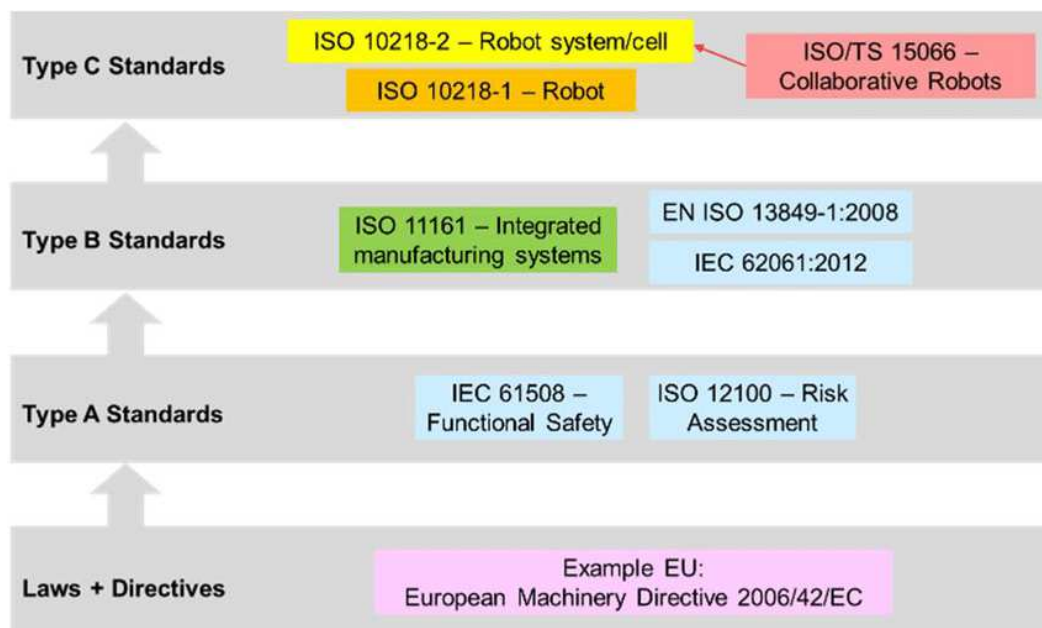 Type C Standards
ISO 10218-2 – Robot system/cell
ISO 10218-1 – Robot
ISO/TS 15066 –
Collaborative Robots
Type B Standards
ISO 11161 – Integrated
manufacturing systems
EN ISO 13849-1:2008
IEC 62061:2012
Type A Standards
IEC 61508 –
Functional Safety
ISO 12100 – Risk
Assessment
Laws + Directives
Example EU:
European Machinery Directive 2006/42/EC